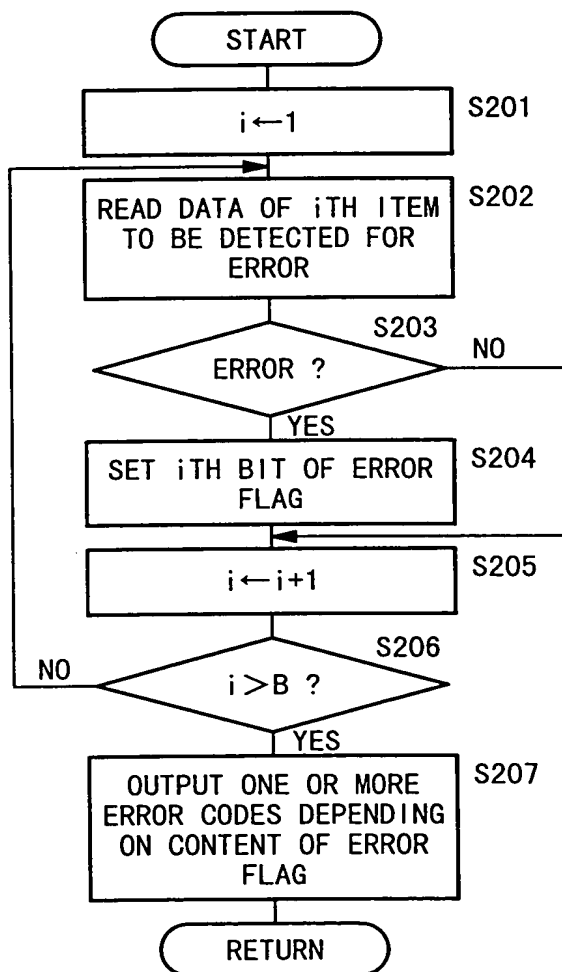 START
i←1
S201
READ DATA OF iTH ITEM
TO BE DETECTED FOR
ERROR
S202
S203
ERROR ?
NO
YES
SET iTH BIT OF ERROR
FLAG
S204
i←i+1
S205
S206
NO
i>B ?
YES
OUTPUT ONE OR MORE
ERROR CODES DEPENDING
ON CONTENT OF ERROR
FLAG
S207
RETURN